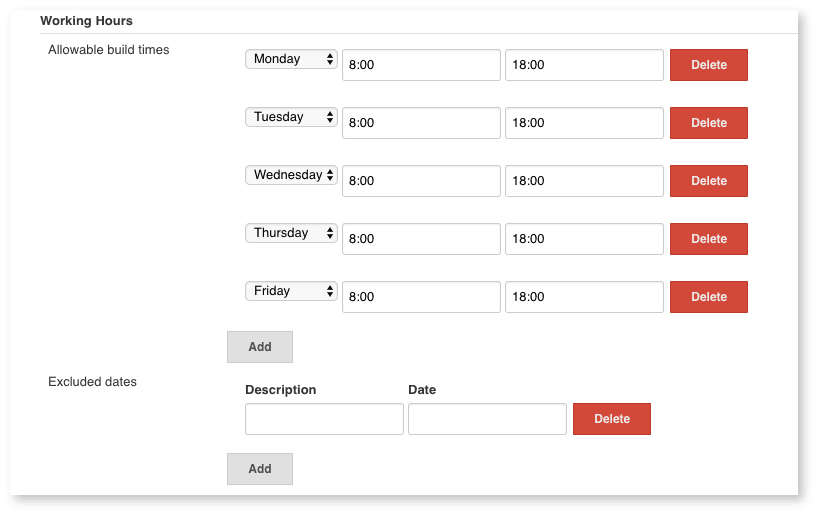 Working Hours
Allowable build times
Monday 8:00 18:00 Delete
Tuesday 8:00 18:00 Delete
Wednesday 8:00 18:00 Delete
Thursday 8:00 18:00 Delete
Friday 8:00 18:00 Delete
Add
Excluded dates
Description Date
Delete
Add